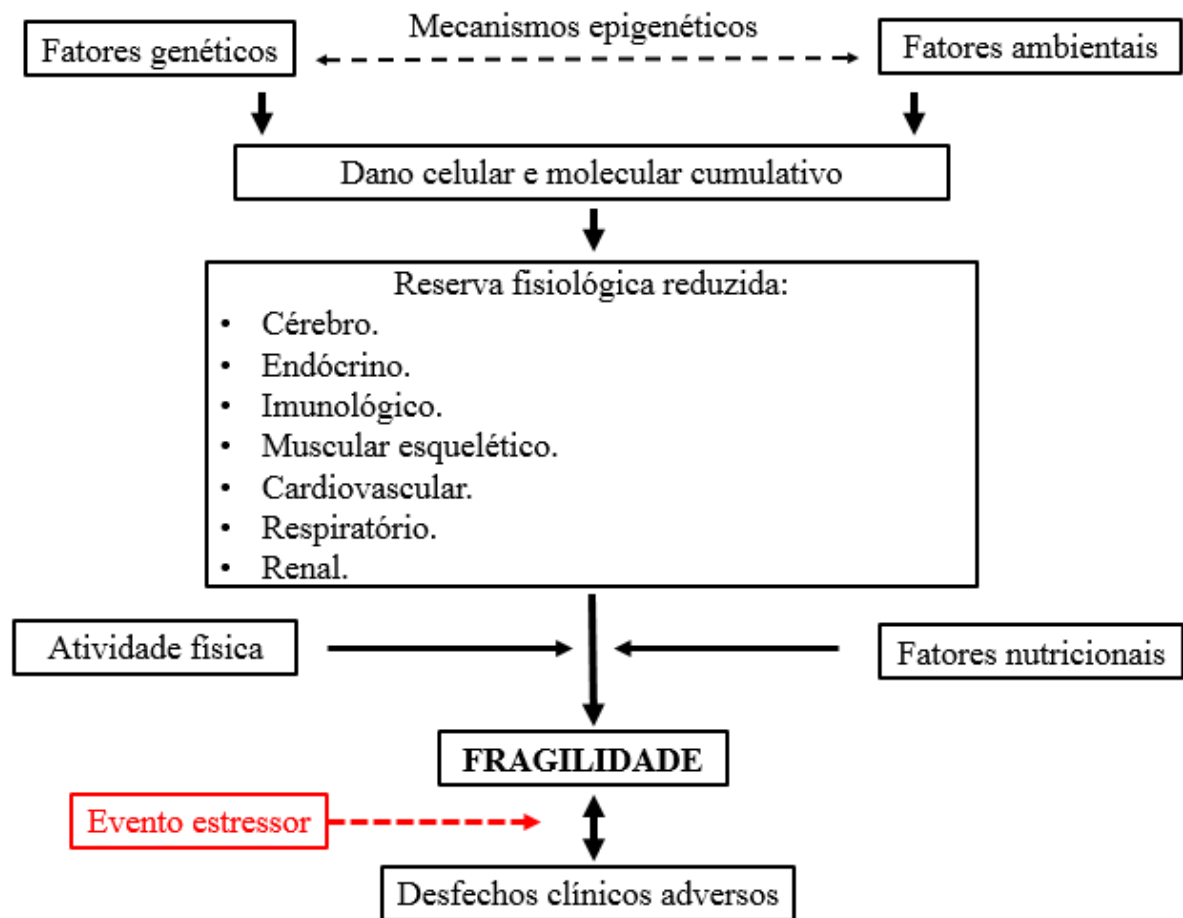 Mecanismos epigenéticos
Fatores genéticos
Fatores ambientais
Dano celular e molecular cumulativo
Reserva fisiológica reduzida:
• Cérebro.
• Endócrino.
• Imunológico.
• Muscular esquelético.
• Cardiovascular.
• Respiratório.
• Renal.
Atividade física
Fatores nutricionais
FRAGILIDADE
Evento estressor
Desfechos clínicos adversos